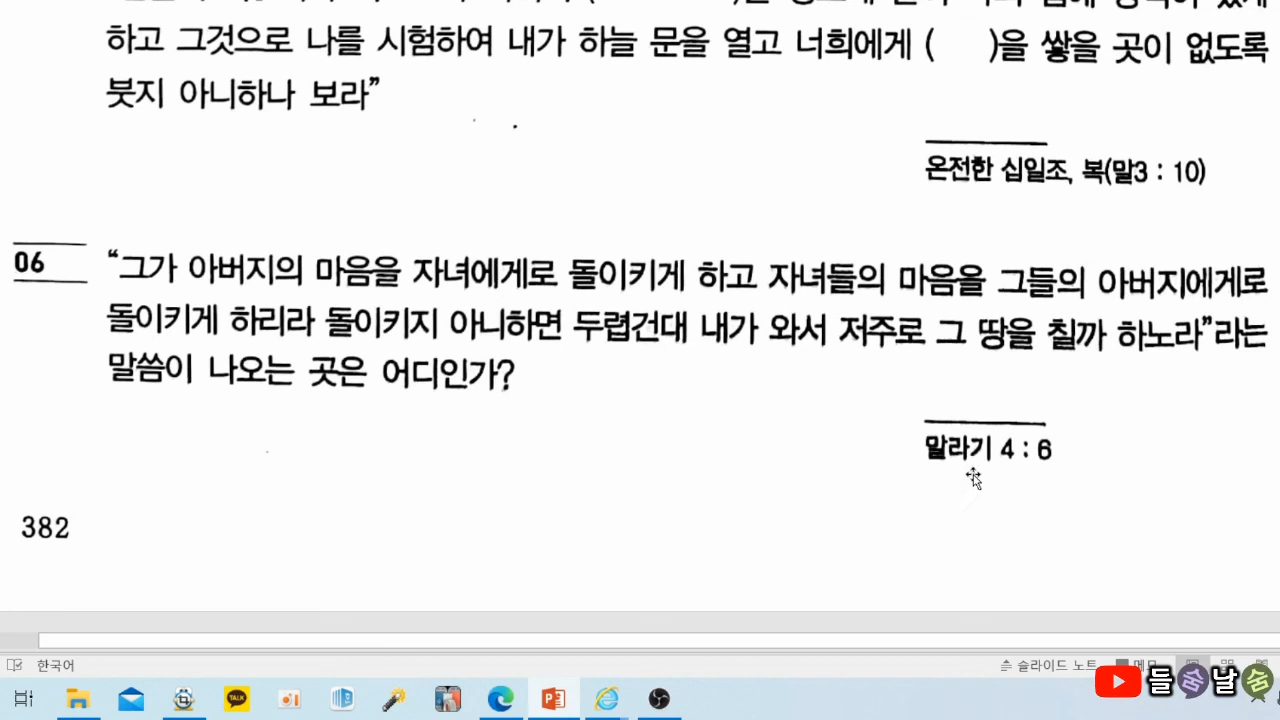 하고 그것으로 나를 시험하여 내가 하늘 문을 열고 너희에게 (      )을 쌓을 곳이 없도록
붓지 아니하나 보라”
온전한 십일조, 복(말3 : 10)
06
“그가 아버지의 마음을 자녀에게로 돌이키게 하고 자녀들의 마음을 그들의 아버지에게로
돌이키게 하리라 돌이키지 아니하면 두렵건대 내가 와서 저주로 그 땅을 칠까 하노라”라는
말씀이 나오는 곳은 어디인가?
말라기 4 : 6
382
한국어
슬라이드 노트 메모
TALK
들숨날숨